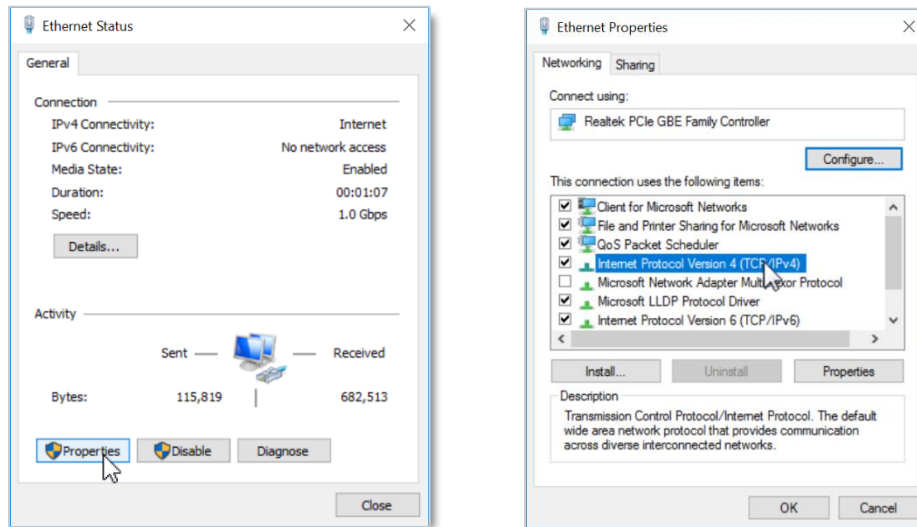 Ethernet Status
General
Connection
IPv4 Connectivity: Internet
IPv6 Connectivity: No network access
Media State: Enabled
Duration: 00:01:07
Speed: 1.0 Gbps
Details...
Activity
Sent Received
Bytes: 115,819 682,513
Properties Disable Diagnose
Close
Ethernet Properties
Networking Sharing
Connect using:
Realtek PCIe GBE Family Controller
Configure...
This connection uses the following items:
Client for Microsoft Networks
File and Printer Sharing for Microsoft Networks
QoS Packet Scheduler
Internet Protocol Version 4 (TCP/IPv4)
Microsoft Network Adapter Multiplexor Protocol
Microsoft LLDP Protocol Driver
Internet Protocol Version 6 (TCP/IPv6)
Install... Uninstall Properties
Description
Transmission Control Protocol/Internet Protocol. The default
wide area network protocol that provides communication
across diverse interconnected networks.
OK Cancel